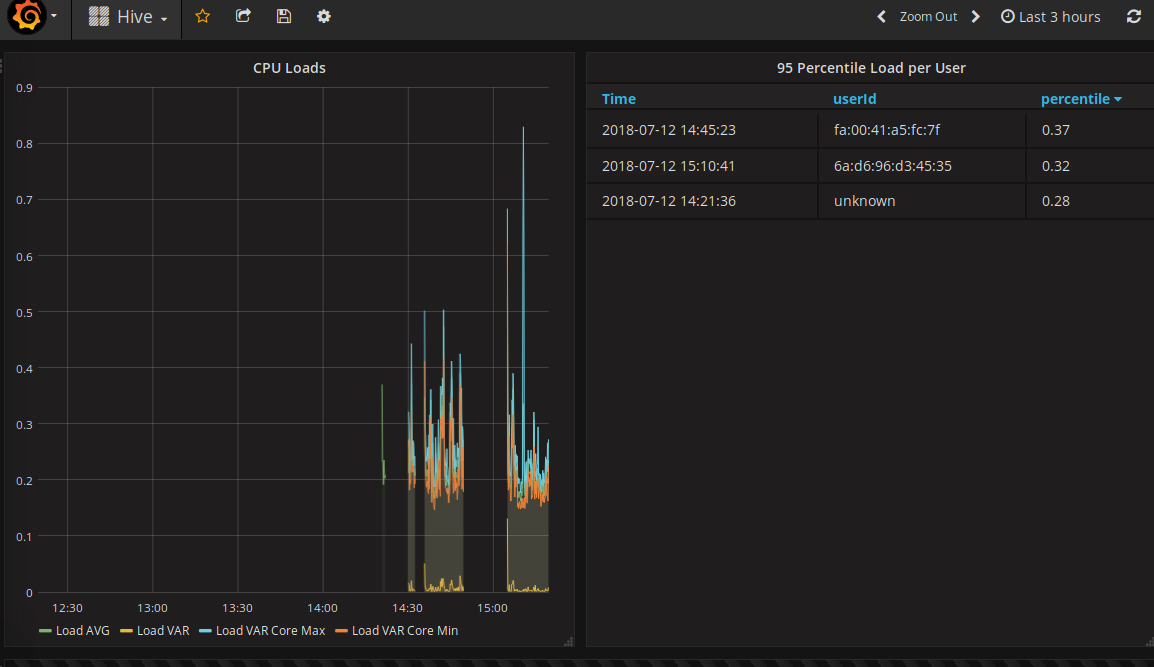 Hive
Zoom Out
Last 3 hours
CPU Loads
0.9
0.8
0.7
0.6
0.5
0.4
0.3
0.2
0.1
0
12:30 13:00 13:30 14:00 14:30 15:00
Load AVG Load VAR Load VAR Core Max Load VAR Core Min
95 Percentile Load per User
Time userId percentile
2018-07-12 14:45:23 fa:00:41:a5:fc:7f 0.37
2018-07-12 15:10:41 6a:d6:96:d3:45:35 0.32
2018-07-12 14:21:36 unknown 0.28